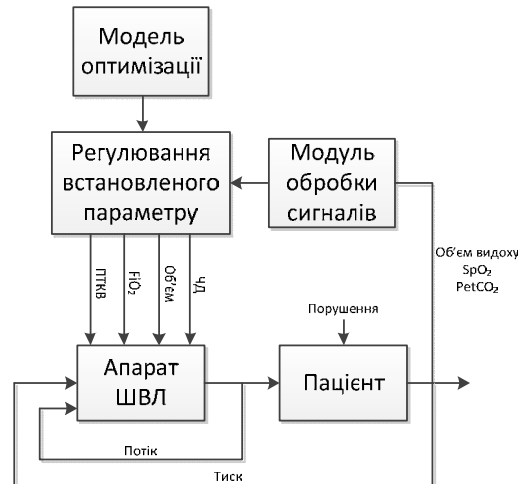 Модель
оптимізації
Регулювання
встановленого
параметру
Модуль
обробки
сигналів
Об'єм видоху
SpO₂
PetCO₂
ПТКВ
FiO₂
Об'єм
ЧД
Порушення
Апарат
ШВЛ
Пацієнт
Потік
Тиск